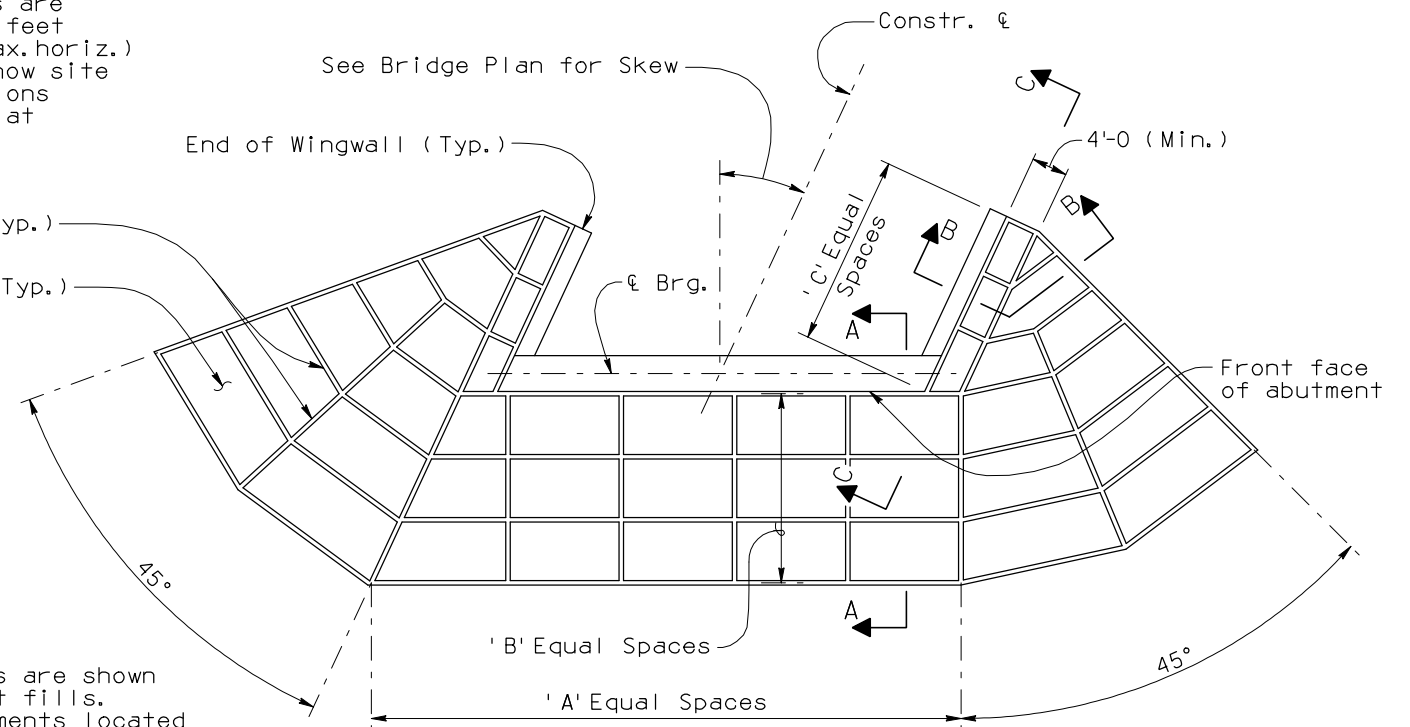 s are
feet
ax.horiz.)
how site
ons
at
Constr. ℄
See Bridge Plan for Skew
C
End of Wingwall (Typ.)
4'-0 (Min.)
'C' Equal
Spaces
B
B
yp.)
Typ.)
℄ Brg.
A
Front face
of abutment
C
45°
A
'B' Equal Spaces
45°
s are shown
t fills.
ments located
'A' Equal Spaces